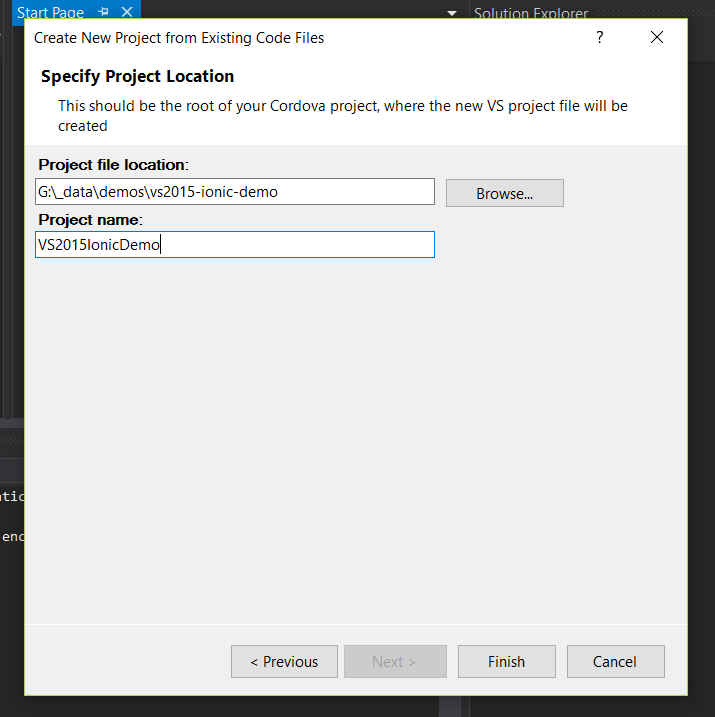 Start Page
Solution Explorer
Create New Project from Existing Code Files
?
Specify Project Location
This should be the root of your Cordova project, where the new VS project file will be
created
Project file location:
G:\_data\demos\vs2015-ionic-demo
Browse...
Project name:
VS2015IonicDemo
< Previous
Next >
Finish
Cancel